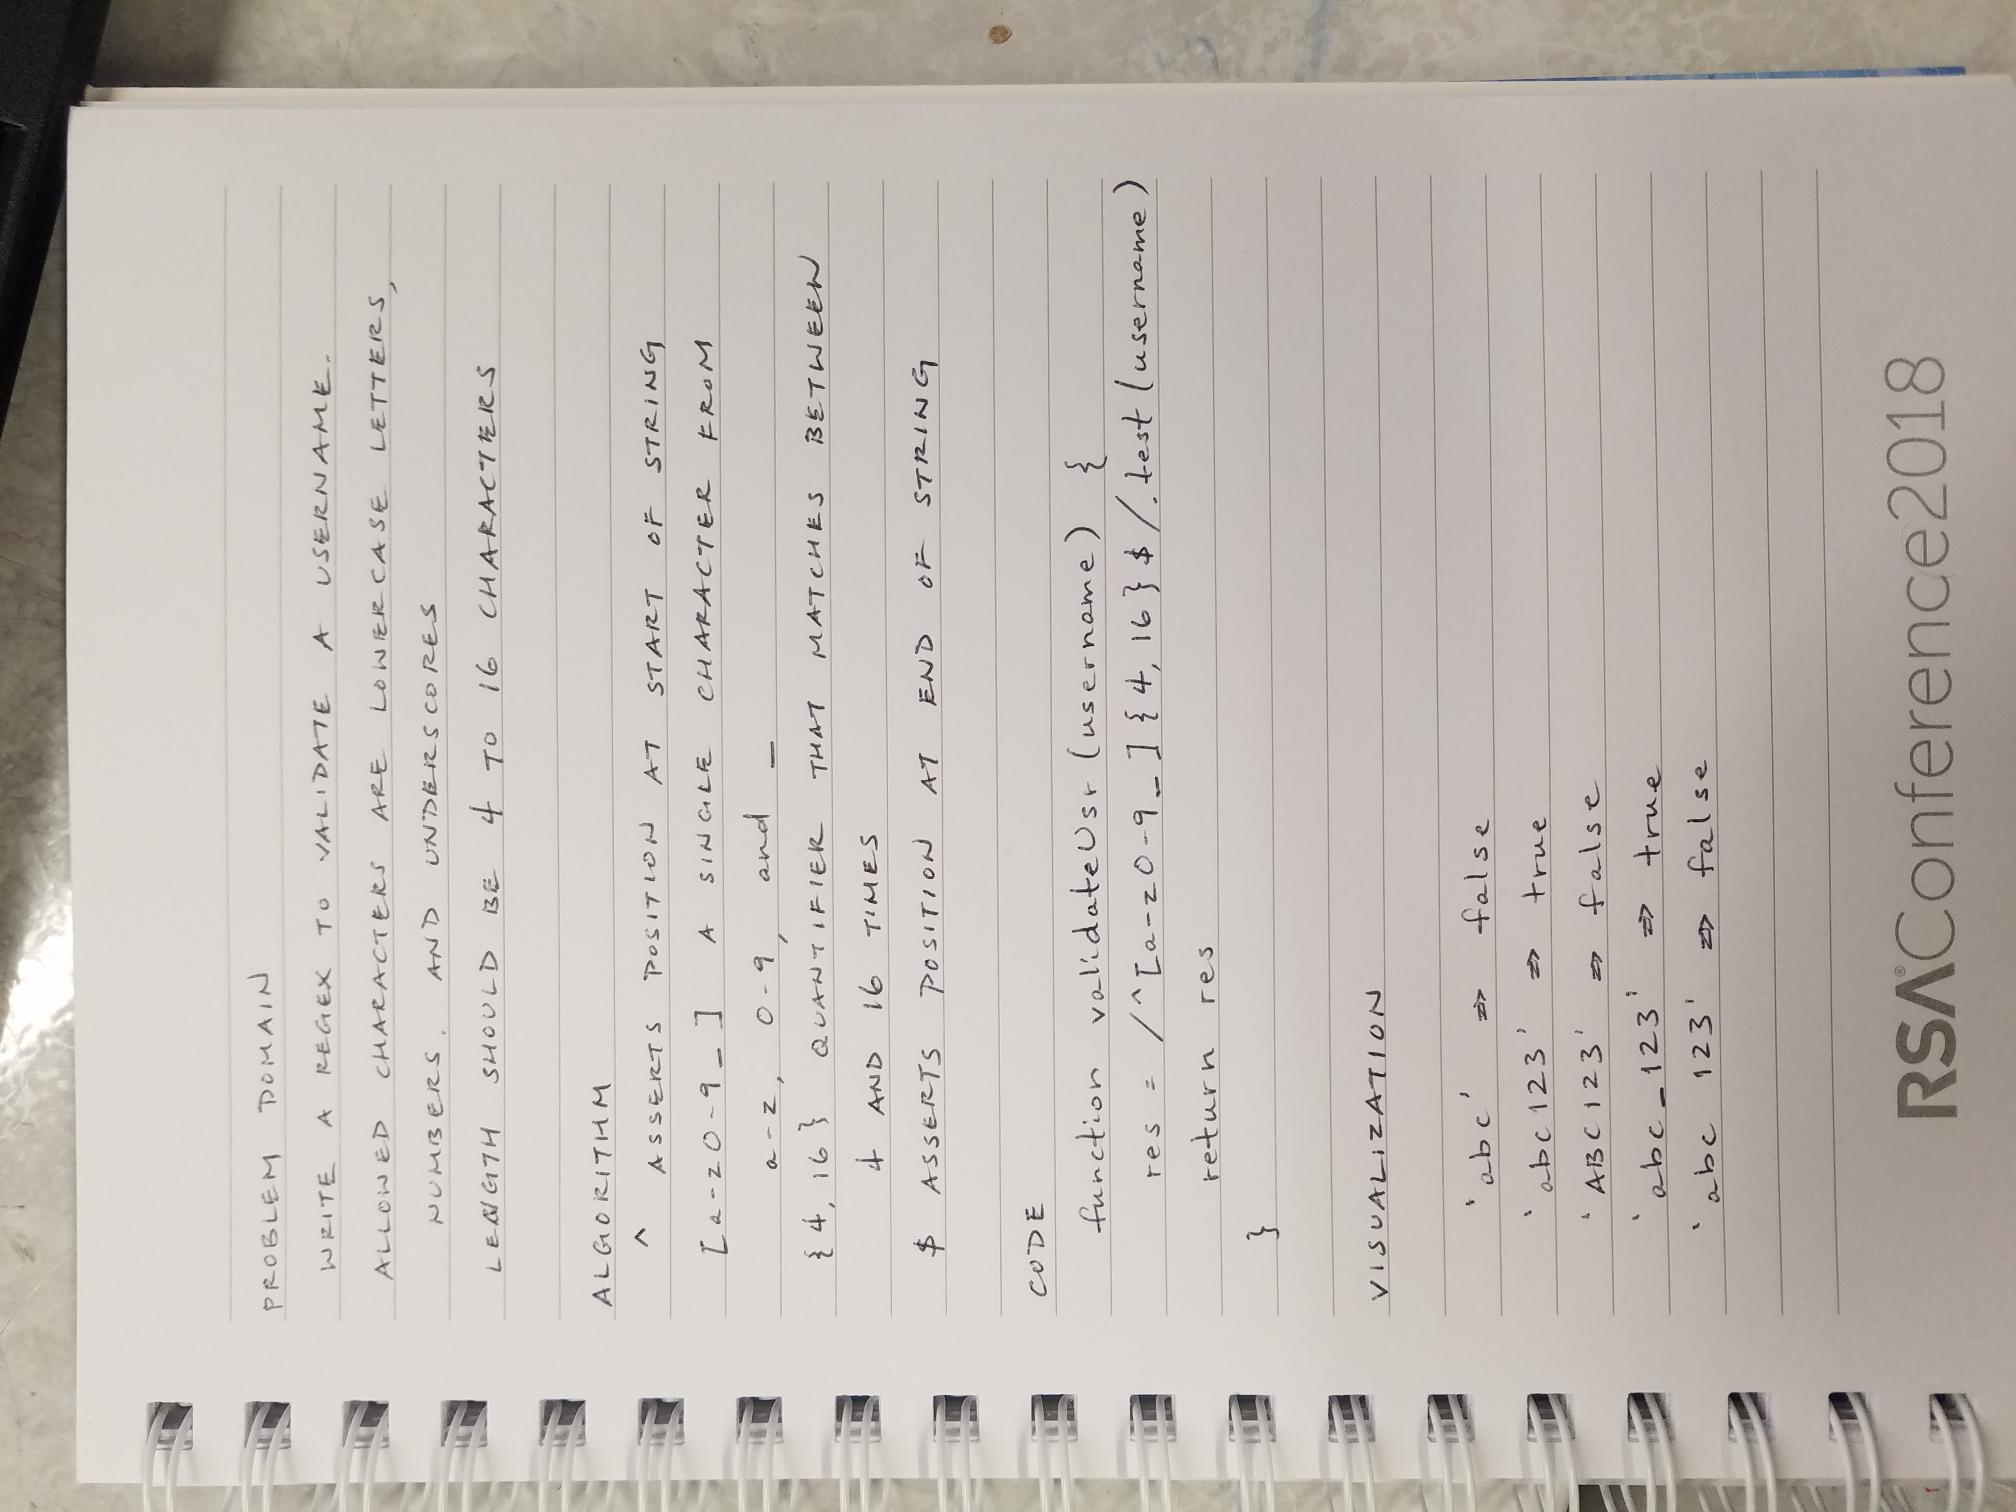 PROBLEM DOMAIN
WRITE A REGEX TO VALIDATE A USERNAME.
ALLOWED CHARACTERS ARE LOWERCASE LETTERS,
NUMBERS, AND UNDERSCORES
LENGTH SHOULD BE 4 TO 16 CHARACTERS
ALGORITHM
^ ASSERTS POSITION AT START OF STRING
[a-z0-9_] A SINGLE CHARACTER FROM
a-z, 0-9, and _
{4, 16} QUANTIFIER THAT MATCHES BETWEEN
4 AND 16 TIMES
$ ASSERTS POSITION AT END OF STRING
CODE
function validateUsr (username) {
res = /^[a-z0-9_]{4, 16}$/.test (username)
return res
}
VISUALIZATION
'abc' => false
'abc123' => true
'ABC123' => false
'abc_123' => true
'abc 123' => false
RSA®Conference2018